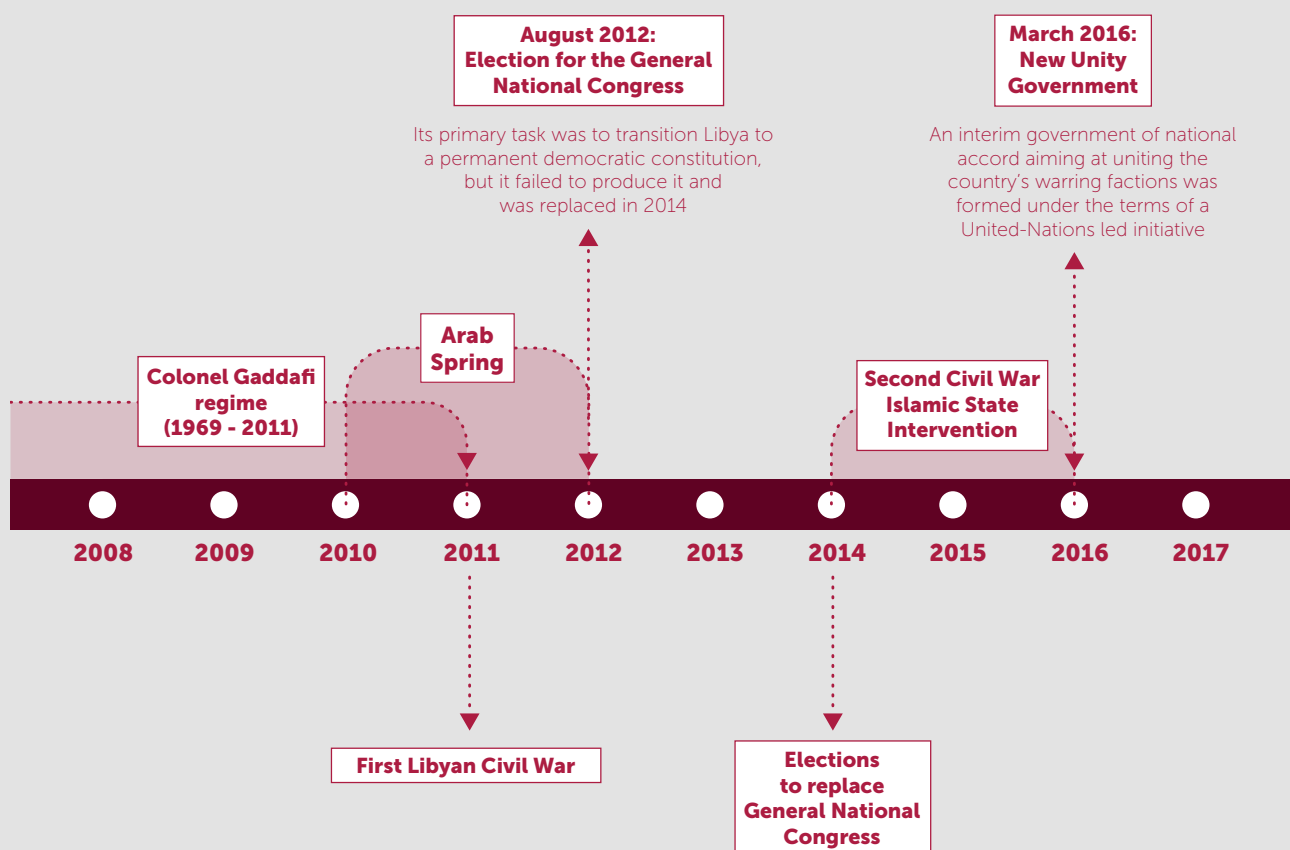 August 2012:
Election for the General
National Congress
Its primary task was to transition Libya to
a permanent democratic constitution,
but it failed to produce it and
was replaced in 2014
March 2016:
New Unity
Government
An interim government of national
accord aiming at uniting the
country's warring factions was
formed under the terms of a
United-Nations led initiative
Arab
Spring
Colonel Gaddafi
regime
(1969 - 2011)
Second Civil War
Islamic State
Intervention
2008
2009
2010
2011
2012
2013
2014
2015
2016
2017
First Libyan Civil War
Elections
to replace
General National
Congress